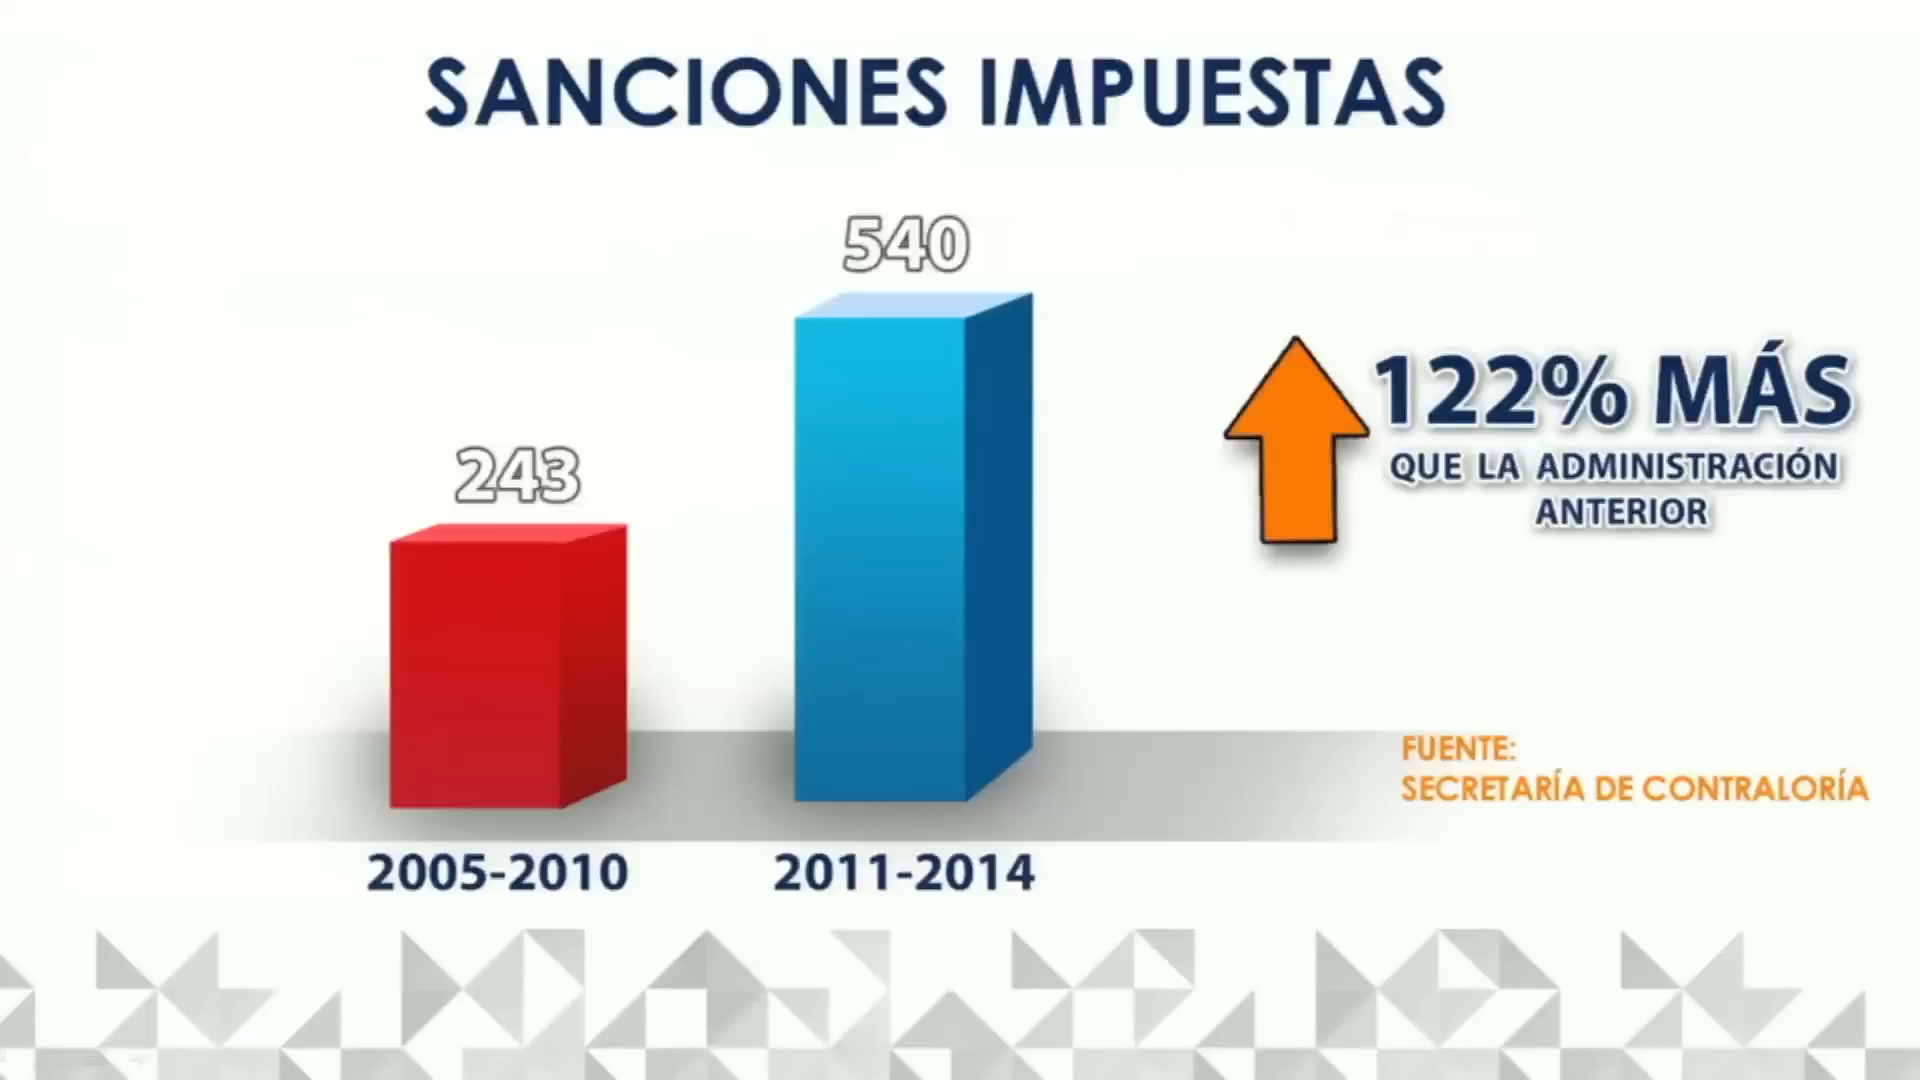 SANCIONES IMPUESTAS
540
243
122% MÁS
QUE LA ADMINISTRACIÓN
ANTERIOR
FUENTE:
SECRETARÍA DE CONTRALORÍA
2005-2010
2011-2014